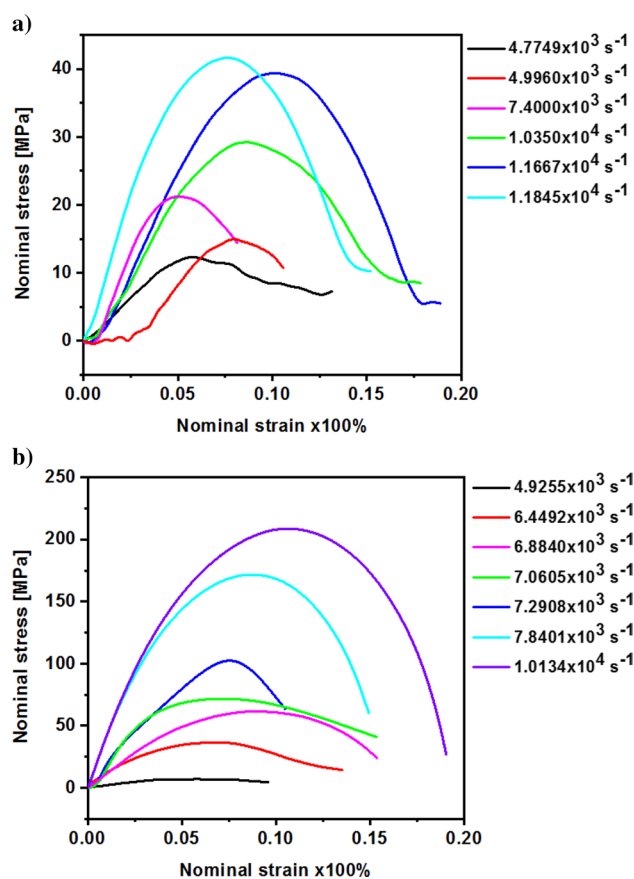 a)
Nominal stress [MPa]
40
30
20
10
0
0.00 0.05 0.10 0.15 0.20
Nominal strain x100%
4.7749x10³ s⁻¹
4.9960x10³ s⁻¹
7.4000x10³ s⁻¹
1.0350x10⁴ s⁻¹
1.1667x10⁴ s⁻¹
1.1845x10⁴ s⁻¹
b)
Nominal stress [MPa]
250
200
150
100
50
0
0.00 0.05 0.10 0.15 0.20
Nominal strain x100%
4.9255x10³ s⁻¹
6.4492x10³ s⁻¹
6.8840x10³ s⁻¹
7.0605x10³ s⁻¹
7.2908x10³ s⁻¹
7.8401x10³ s⁻¹
1.0134x10⁴ s⁻¹